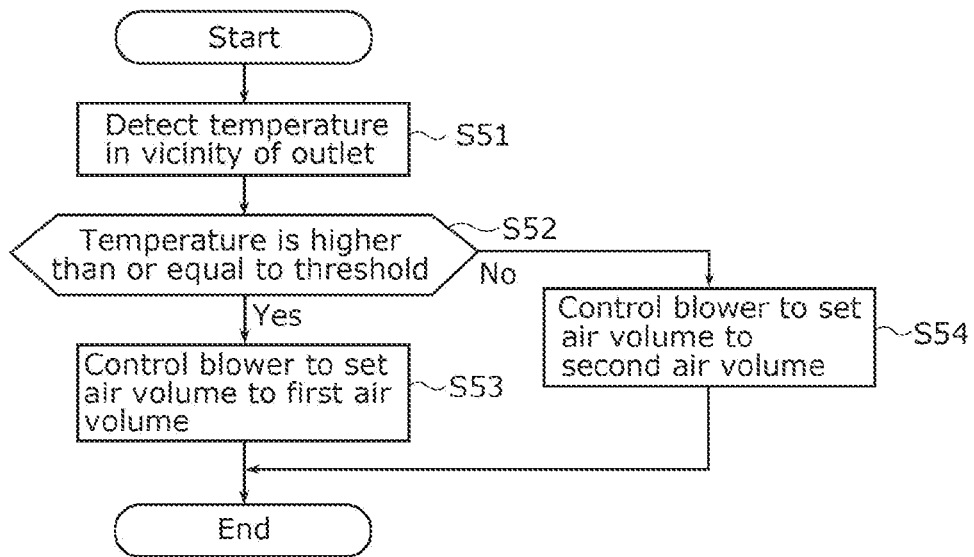 Start
Detect temperature
in vicinity of outlet
S51
Temperature is higher
than or equal to threshold
S52
No
Yes
Control blower to set
air volume to first air
volume
S53
Control blower to set
air volume to
second air volume
S54
End